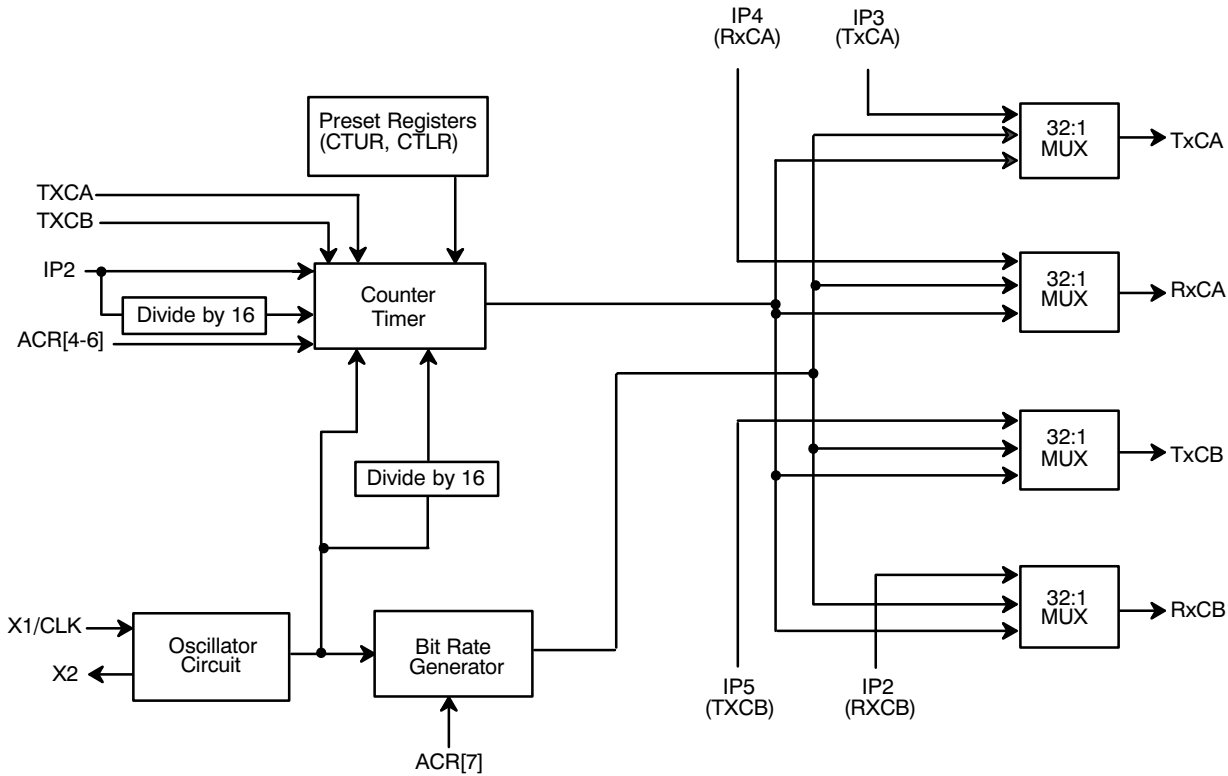 IP4
(RxCA)
IP3
(TxCA)
Preset Registers
(CTUR, CTLR)
32:1
MUX
TxCA
TXCA
TXCB
IP2
Divide by 16
ACR[4-6]
Counter
Timer
32:1
MUX
RxCA
32:1
MUX
TxCB
Divide by 16
X1/CLK
X2
Oscillator
Circuit
Bit Rate
Generator
32:1
MUX
RxCB
IP5
(TXCB)
IP2
(RXCB)
ACR[7]